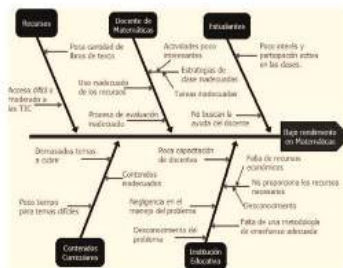 Recursos
Docente de
Matemáticas
Estudiantes
Poca cantidad de
libros de texto
Actividades poco
interesantes
Poco interés y
participación activa
en las clases.
Acceso difícil o
moderado a
las TIC
Uso inadecuado
de los recursos
Estrategias de
clase inadecuadas
Tareas inadecuadas
Proceso de evaluación
inadecuado
No buscan la
ayuda del docente
Bajo rendimiento
en Matemáticas
Demasiados temas
a cubrir
Poca capacitación
de docentes
Falta de recursos
económicos
Contenidos
inadecuados
No proporciona los recursos
necesarios
Poco tiempo
para temas difíciles
Negligencia en el
manejo del problema
Desconocimiento
Desconocimiento del
problema
Falta de una metodología
de enseñanza adecuada
Contenidos
Curriculares
Institución
Educativa